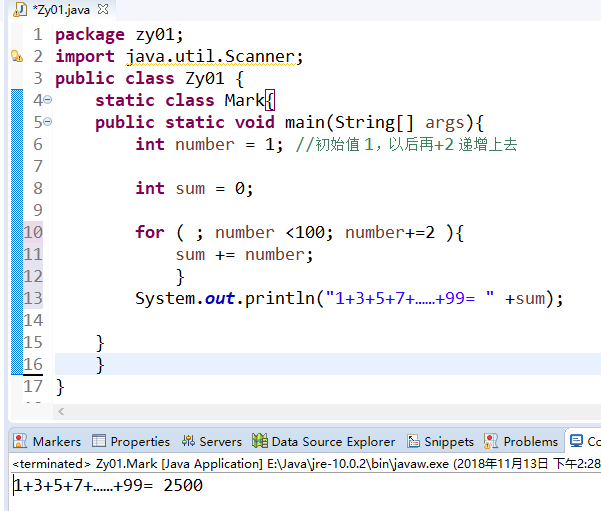 *Zy01.java
1 package zy01;
2 import java.util.Scanner;
3 public class Zy01 {
4 static class Mark{
5 public static void main(String[] args){
6 int number = 1; //初始值1，以后再+2递增上去
7
8 int sum = 0;
9
10 for ( ; number <100; number+=2 ){
11 sum += number;
12 }
13 System.out.println("1+3+5+7+……+99= " +sum);
14
15 }
16 }
17 }
Markers Properties Servers Data Source Explorer Snippets Problems Co
<terminated> Zy01.Mark [Java Application] E:\Java\jre-10.0.2\bin\javaw.exe (2018年11月13日 下午2:28
1+3+5+7+……+99= 2500